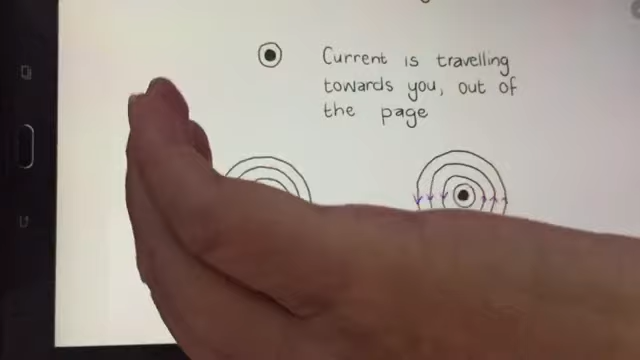 Current is travelling
towards you, out of
the page